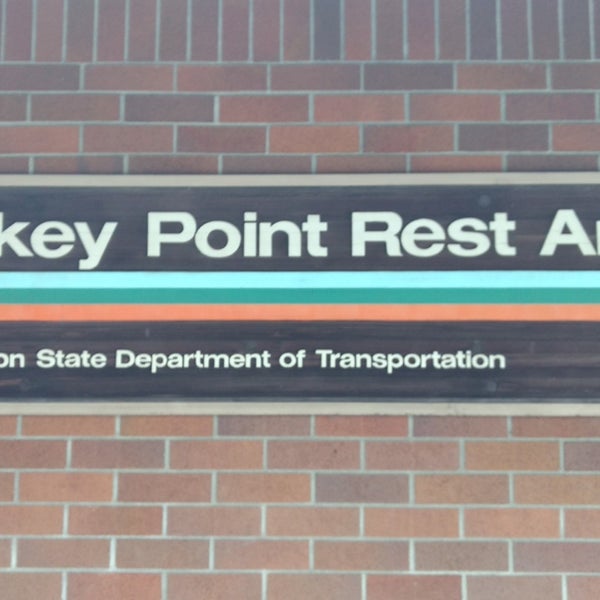 key Point Rest A
on State Department of Transportation